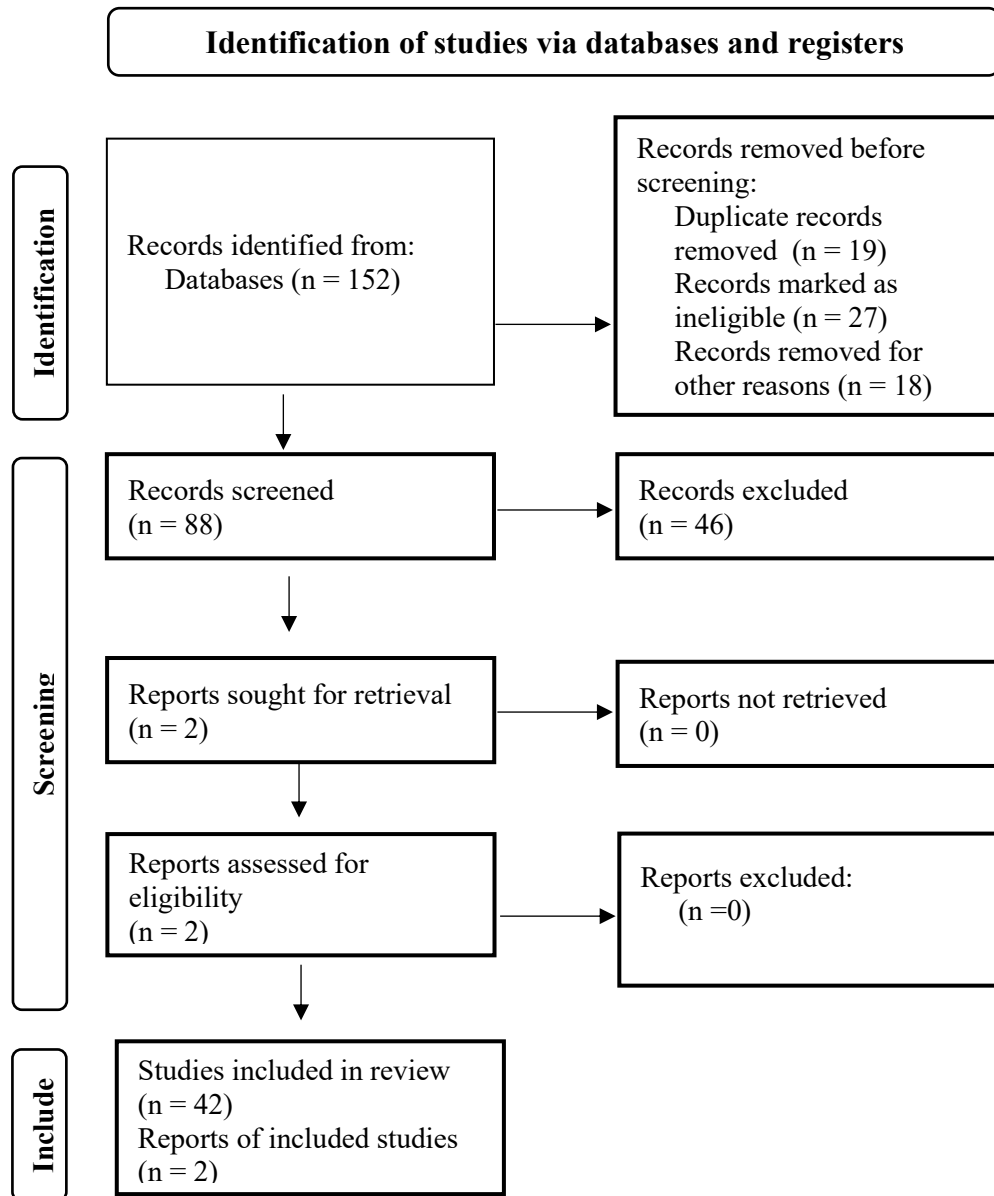 Identification of studies via databases and registers
Identification
Records identified from:
Databases (n = 152)
Records removed before
screening:
Duplicate records
removed  (n = 19)
Records marked as
ineligible (n = 27)
Records removed for
other reasons (n = 18)
Screening
Records screened
(n = 88)
Records excluded
(n = 46)
Reports sought for retrieval
(n = 2)
Reports not retrieved
(n = 0)
Reports assessed for
eligibility
(n = 2)
Reports excluded:
(n =0)
Include
Studies included in review
(n = 42)
Reports of included studies
(n = 2)